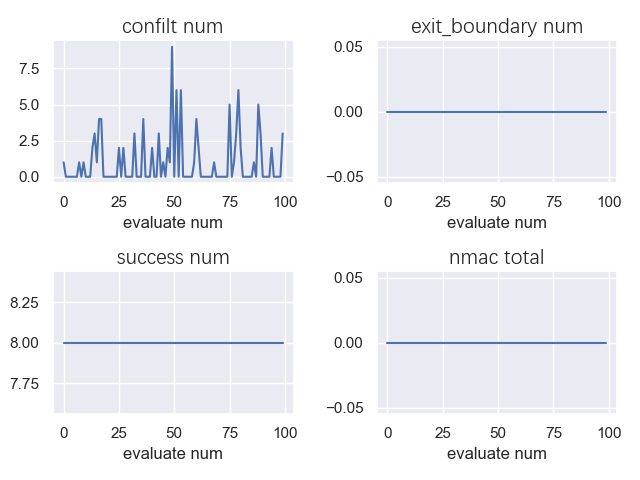 confilt num
7.5
5.0
2.5
0.0
0 25 50 75 100
evaluate num
exit_boundary num
0.05
0.00
−0.05
0 25 50 75 100
evaluate num
success num
8.25
8.00
7.75
0 25 50 75 100
evaluate num
nmac total
0.05
0.00
−0.05
0 25 50 75 100
evaluate num